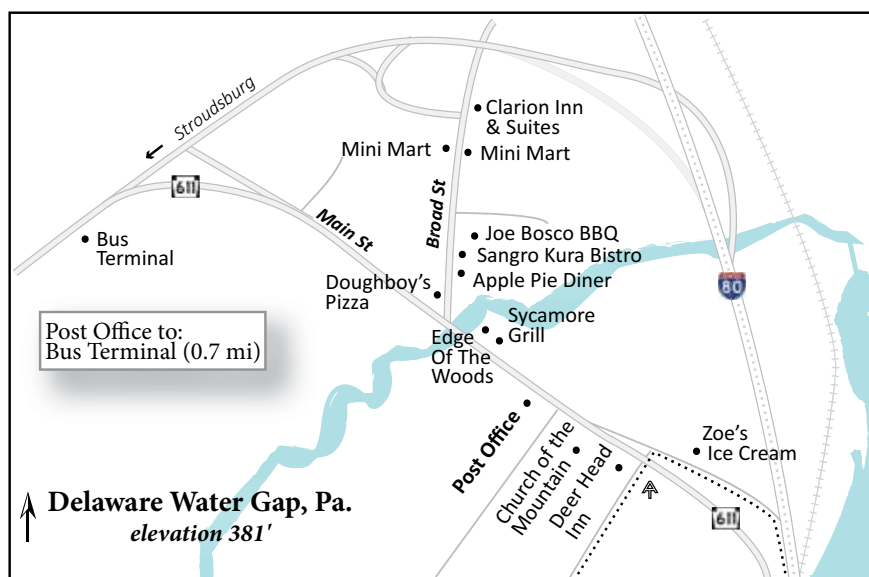 Stroudsburg
Clarion Inn
& Suites
Mini Mart
Mini Mart
611
Main St
Broad St
Bus
Terminal
Joe Bosco BBQ
Sangro Kura Bistro
Apple Pie Diner
Doughboy's
Pizza
80
Post Office to:
Bus Terminal (0.7 mi)
Sycamore
Grill
Edge
Of The
Woods
Post Office
Church of the
Mountain
Deer Head
Inn
Zoe's
Ice Cream
611
Delaware Water Gap, Pa.
elevation 381'